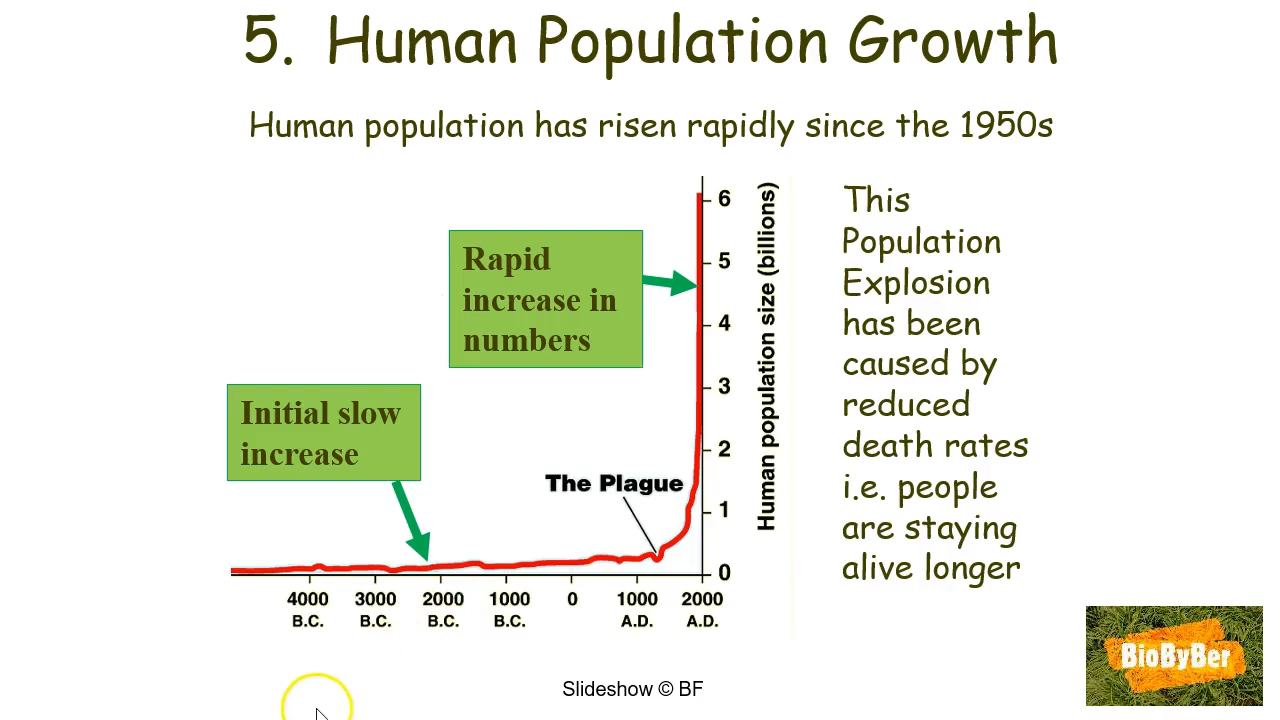 5. Human Population Growth
Human population has risen rapidly since the 1950s
Rapid
increase in
numbers
Initial slow
increase
The Plague
6
5
4
3
2
1
0
Human population size (billions)
4000 3000 2000 1000 0 1000 2000
B.C. B.C. B.C. B.C. A.D. A.D.
This
Population
Explosion
has been
caused by
reduced
death rates
i.e. people
are staying
alive longer
BioByBer
Slideshow © BF